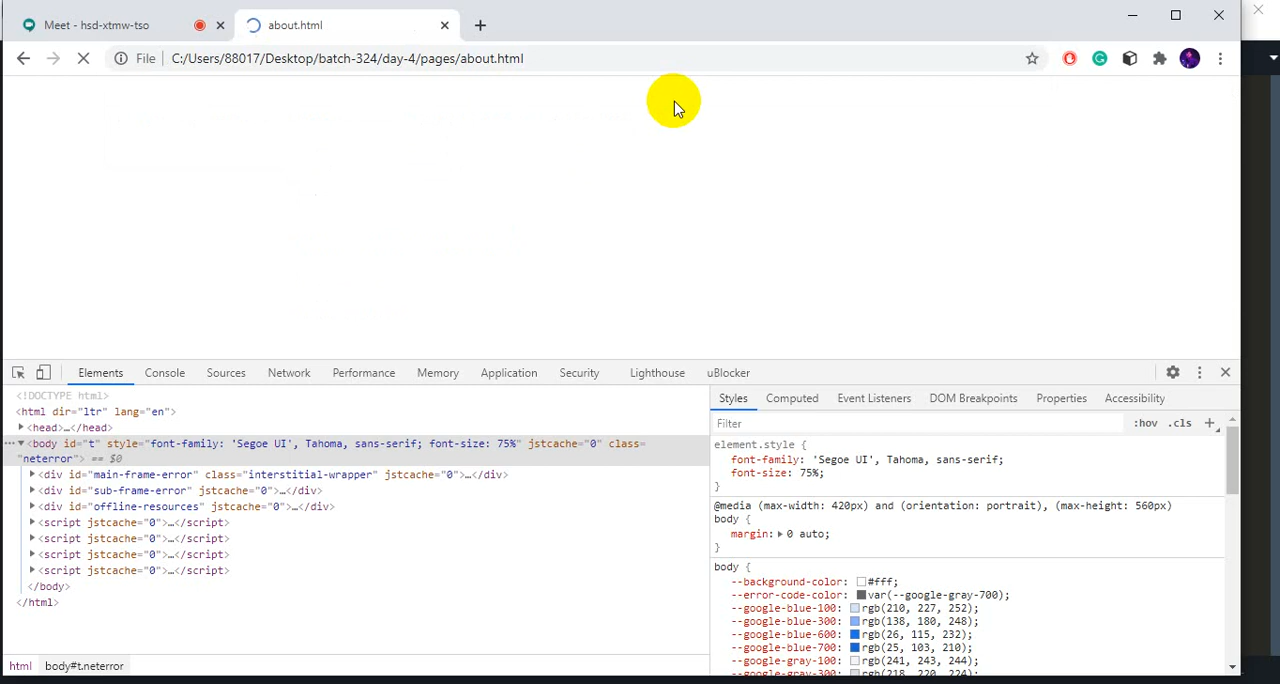 Meet - hsd-xtmw-tso
about.html
File C:/Users/88017/Desktop/batch-324/day-4/pages/about.html
Elements Console Sources Network Performance Memory Application Security Lighthouse uBlocker
<!DOCTYPE html>
<html dir="ltr" lang="en">
<head>…</head>
<body id="t" style="font-family: 'Segoe UI', Tahoma, sans-serif; font-size: 75%" jstcache="0" class=
"neterror"> == $0
<div id="main-frame-error" class="interstitial-wrapper" jstcache="0">…</div>
<div id="sub-frame-error" jstcache="0">…</div>
<div id="offline-resources" jstcache="0">…</div>
<script jstcache="0">…</script>
<script jstcache="0">…</script>
<script jstcache="0">…</script>
<script jstcache="0">…</script>
</body>
</html>
html body#t.neterror
Styles Computed Event Listeners DOM Breakpoints Properties Accessibility
Filter :hov .cls +
element.style {
font-family: 'Segoe UI', Tahoma, sans-serif;
font-size: 75%;
}
@media (max-width: 420px) and (orientation: portrait), (max-height: 560px)
body {
margin: 0 auto;
}
body {
--background-color: #fff;
--error-code-color: var(--google-gray-700);
--google-blue-100: rgb(210, 227, 252);
--google-blue-300: rgb(138, 180, 248);
--google-blue-600: rgb(26, 115, 232);
--google-blue-700: rgb(25, 103, 210);
--google-gray-100: rgb(241, 243, 244);
--google-gray-300: rgb(218, 220, 224);